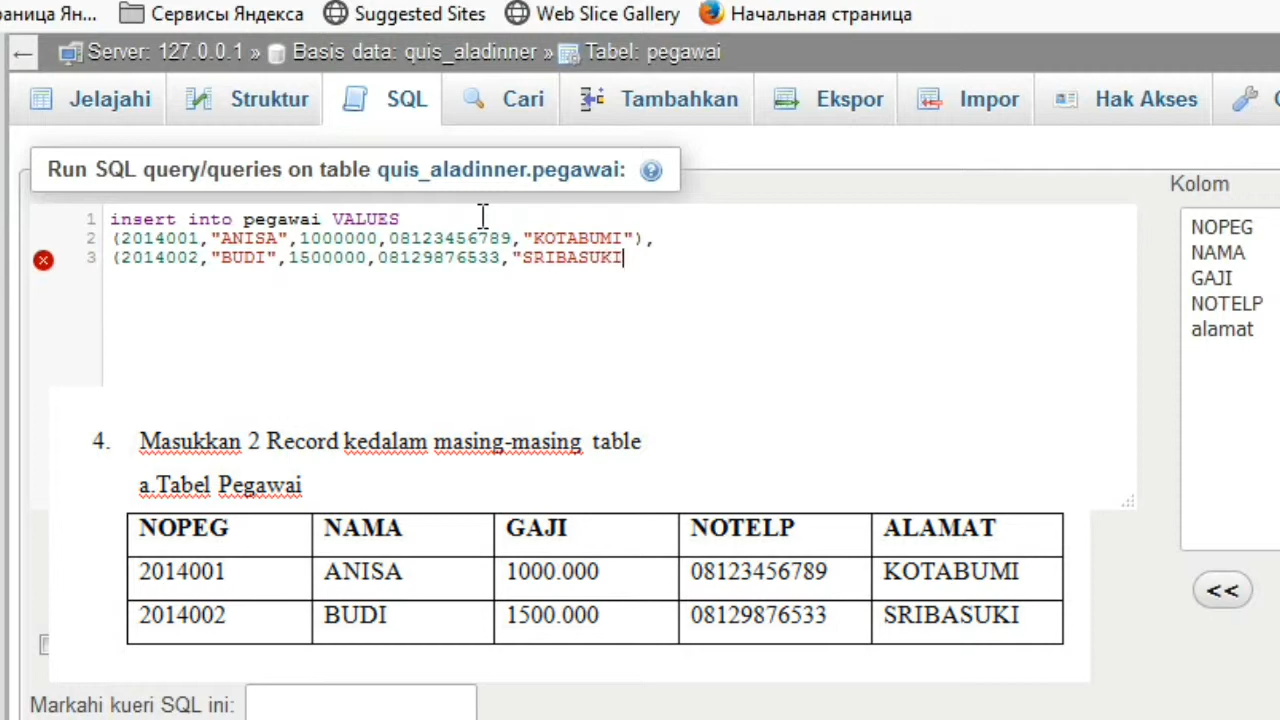 раница Ян... Сервисы Яндекса Suggested Sites Web Slice Gallery Начальная страница
← Server: 127.0.0.1 » Basis data: quis_aladinner » Tabel: pegawai
Jelajahi Struktur SQL Cari Tambahkan Ekspor Impor Hak Akses
Run SQL query/queries on table quis_aladinner.pegawai:
Kolom
1 insert into pegawai VALUES
2 (2014001,"ANISA",1000000,08123456789,"KOTABUMI"),
3 (2014002,"BUDI",1500000,08129876533,"SRIBASUKI
NOPEG
NAMA
GAJI
NOTELP
alamat
<<
4. Masukkan 2 Record kedalam masing-masing table
a.Tabel Pegawai
NOPEG NAMA GAJI NOTELP ALAMAT
2014001 ANISA 1000.000 08123456789 KOTABUMI
2014002 BUDI 1500.000 08129876533 SRIBASUKI
Markahi kueri SQL ini: